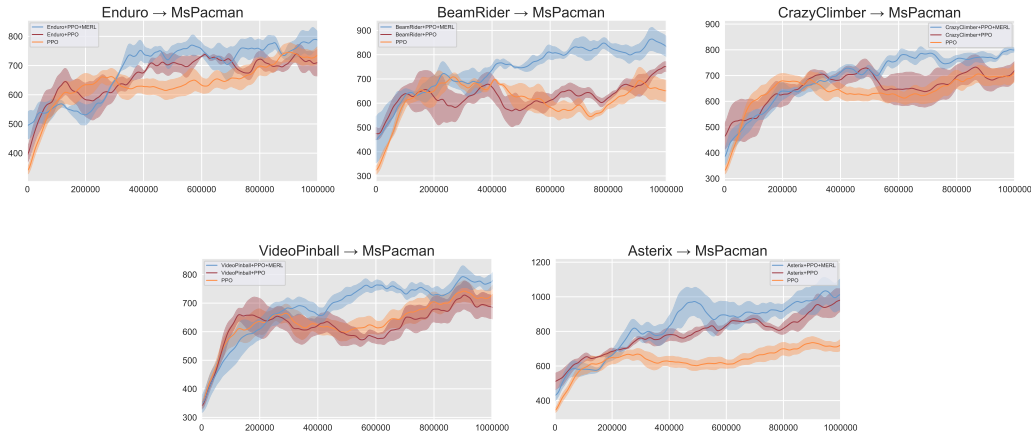 Enduro → MsPacman
Enduro+PPO+MERL
Enduro+PPO
PPO
800
700
600
500
400
0 200000 400000 600000 800000 1000000
BeamRider → MsPacman
BeamRider+PPO+MERL
BeamRider+PPO
PPO
900
800
700
600
500
400
300
0 200000 400000 600000 800000 1000000
CrazyClimber → MsPacman
CrazyClimber+PPO+MERL
CrazyClimber+PPO
PPO
900
800
700
600
500
400
300
0 200000 400000 600000 800000 1000000
VideoPinball → MsPacman
VideoPinball+PPO+MERL
VideoPinball+PPO
PPO
800
700
600
500
400
300
0 200000 400000 600000 800000 1000000
Asterix → MsPacman
Asterix+PPO+MERL
Asterix+PPO
PPO
1200
1000
800
600
400
0 200000 400000 600000 800000 1000000